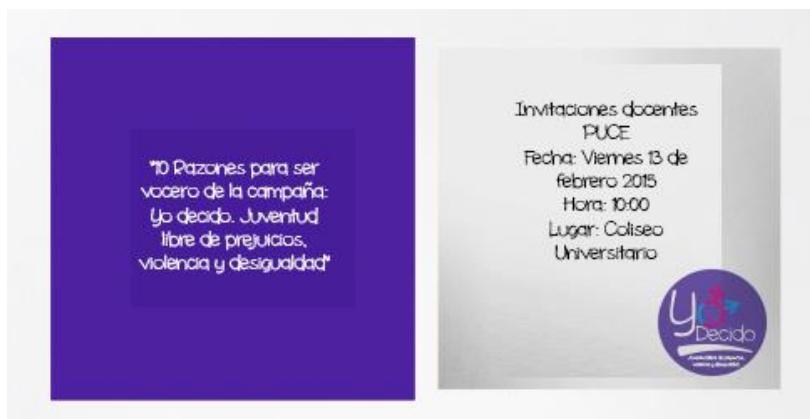 "10 Razones para ser
vocero de la campaña:
Yo decido. Juventud
libre de prejuicios,
violencia y desigualdad"
Invitaciones docentes
PUCE
Fecha: Viernes 13 de
febrero 2015
Hora: 10:00
Lugar: Coliseo
Universitario
Yo
Decido